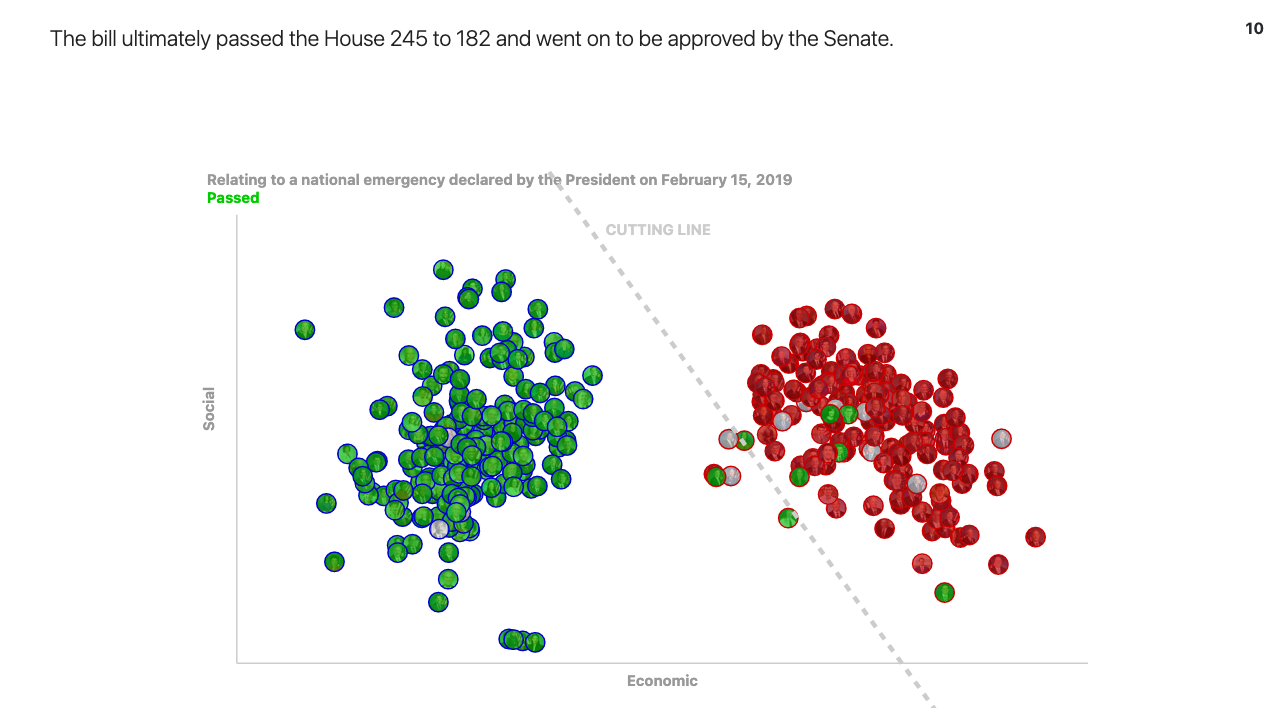 The bill ultimately passed the House 245 to 182 and went on to be approved by the Senate.
10
Relating to a national emergency declared by the President on February 15, 2019
Passed
CUTTING LINE
Social
Economic